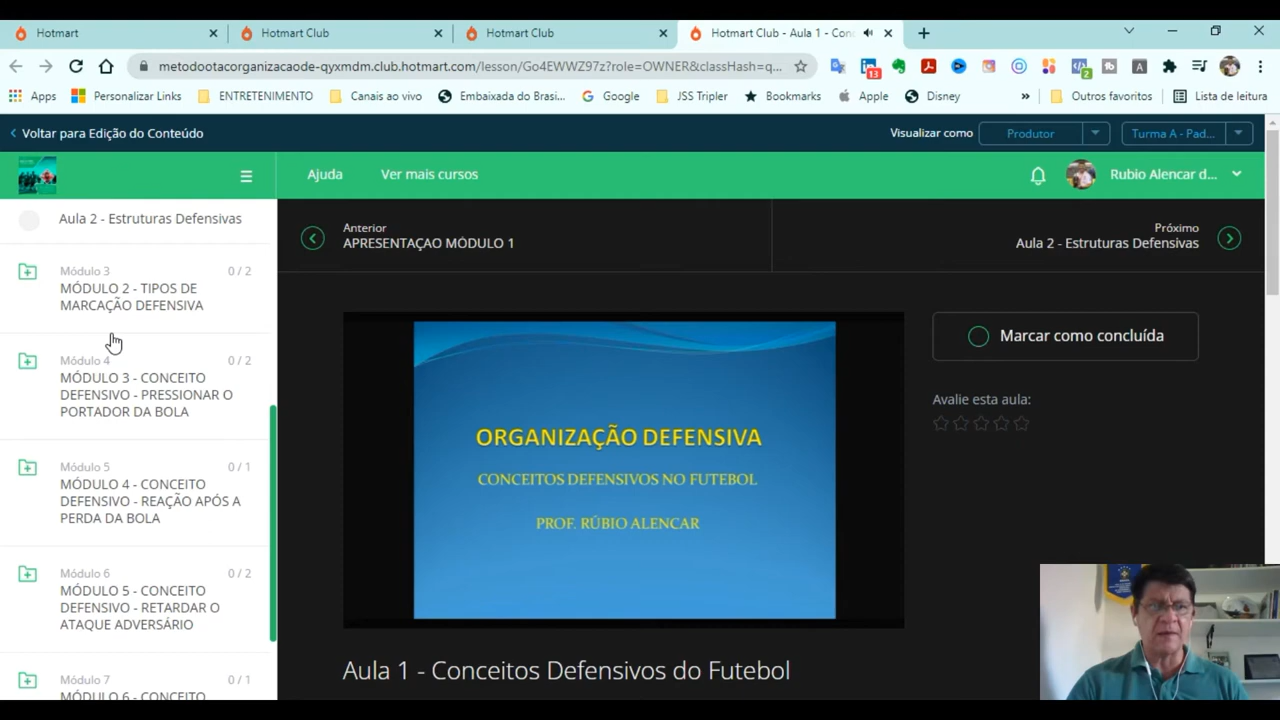 Hotmart
Hotmart Club
Hotmart Club
Hotmart Club - Aula 1 - Con
metodootacorganizacaode-qyxmdm.club.hotmart.com/lesson/Go4EWWZ97z?role=OWNER&classHash=q...
13
2
A
Apps
Personalizar Links
ENTRETENIMENTO
Canais ao vivo
Embaixada do Brasi...
Google
JSS Tripler
Bookmarks
Apple
Disney
»
Outros favoritos
Lista de leitura
Voltar para Edição do Conteúdo
Visualizar como
Produtor
Turma A - Pad...
Ajuda
Ver mais cursos
Rubio Alencar d...
Aula 2 - Estruturas Defensivas
Módulo 3
0 / 2
MÓDULO 2 - TIPOS DE
MARCAÇÃO DEFENSIVA
Módulo 4
0 / 2
MÓDULO 3 - CONCEITO
DEFENSIVO - PRESSIONAR O
PORTADOR DA BOLA
Módulo 5
0 / 1
MÓDULO 4 - CONCEITO
DEFENSIVO - REAÇÃO APÓS A
PERDA DA BOLA
Módulo 6
0 / 2
MÓDULO 5 - CONCEITO
DEFENSIVO - RETARDAR O
ATAQUE ADVERSÁRIO
Módulo 7
0 / 1
MÓDULO 6 - CONCEITO
Anterior
APRESENTAÇAO MÓDULO 1
Próximo
Aula 2 - Estruturas Defensivas
ORGANIZAÇÃO DEFENSIVA
CONCEITOS DEFENSIVOS NO FUTEBOL
PROF. RÚBIO ALENCAR
Marcar como concluída
Avalie esta aula:
Aula 1 - Conceitos Defensivos do Futebol